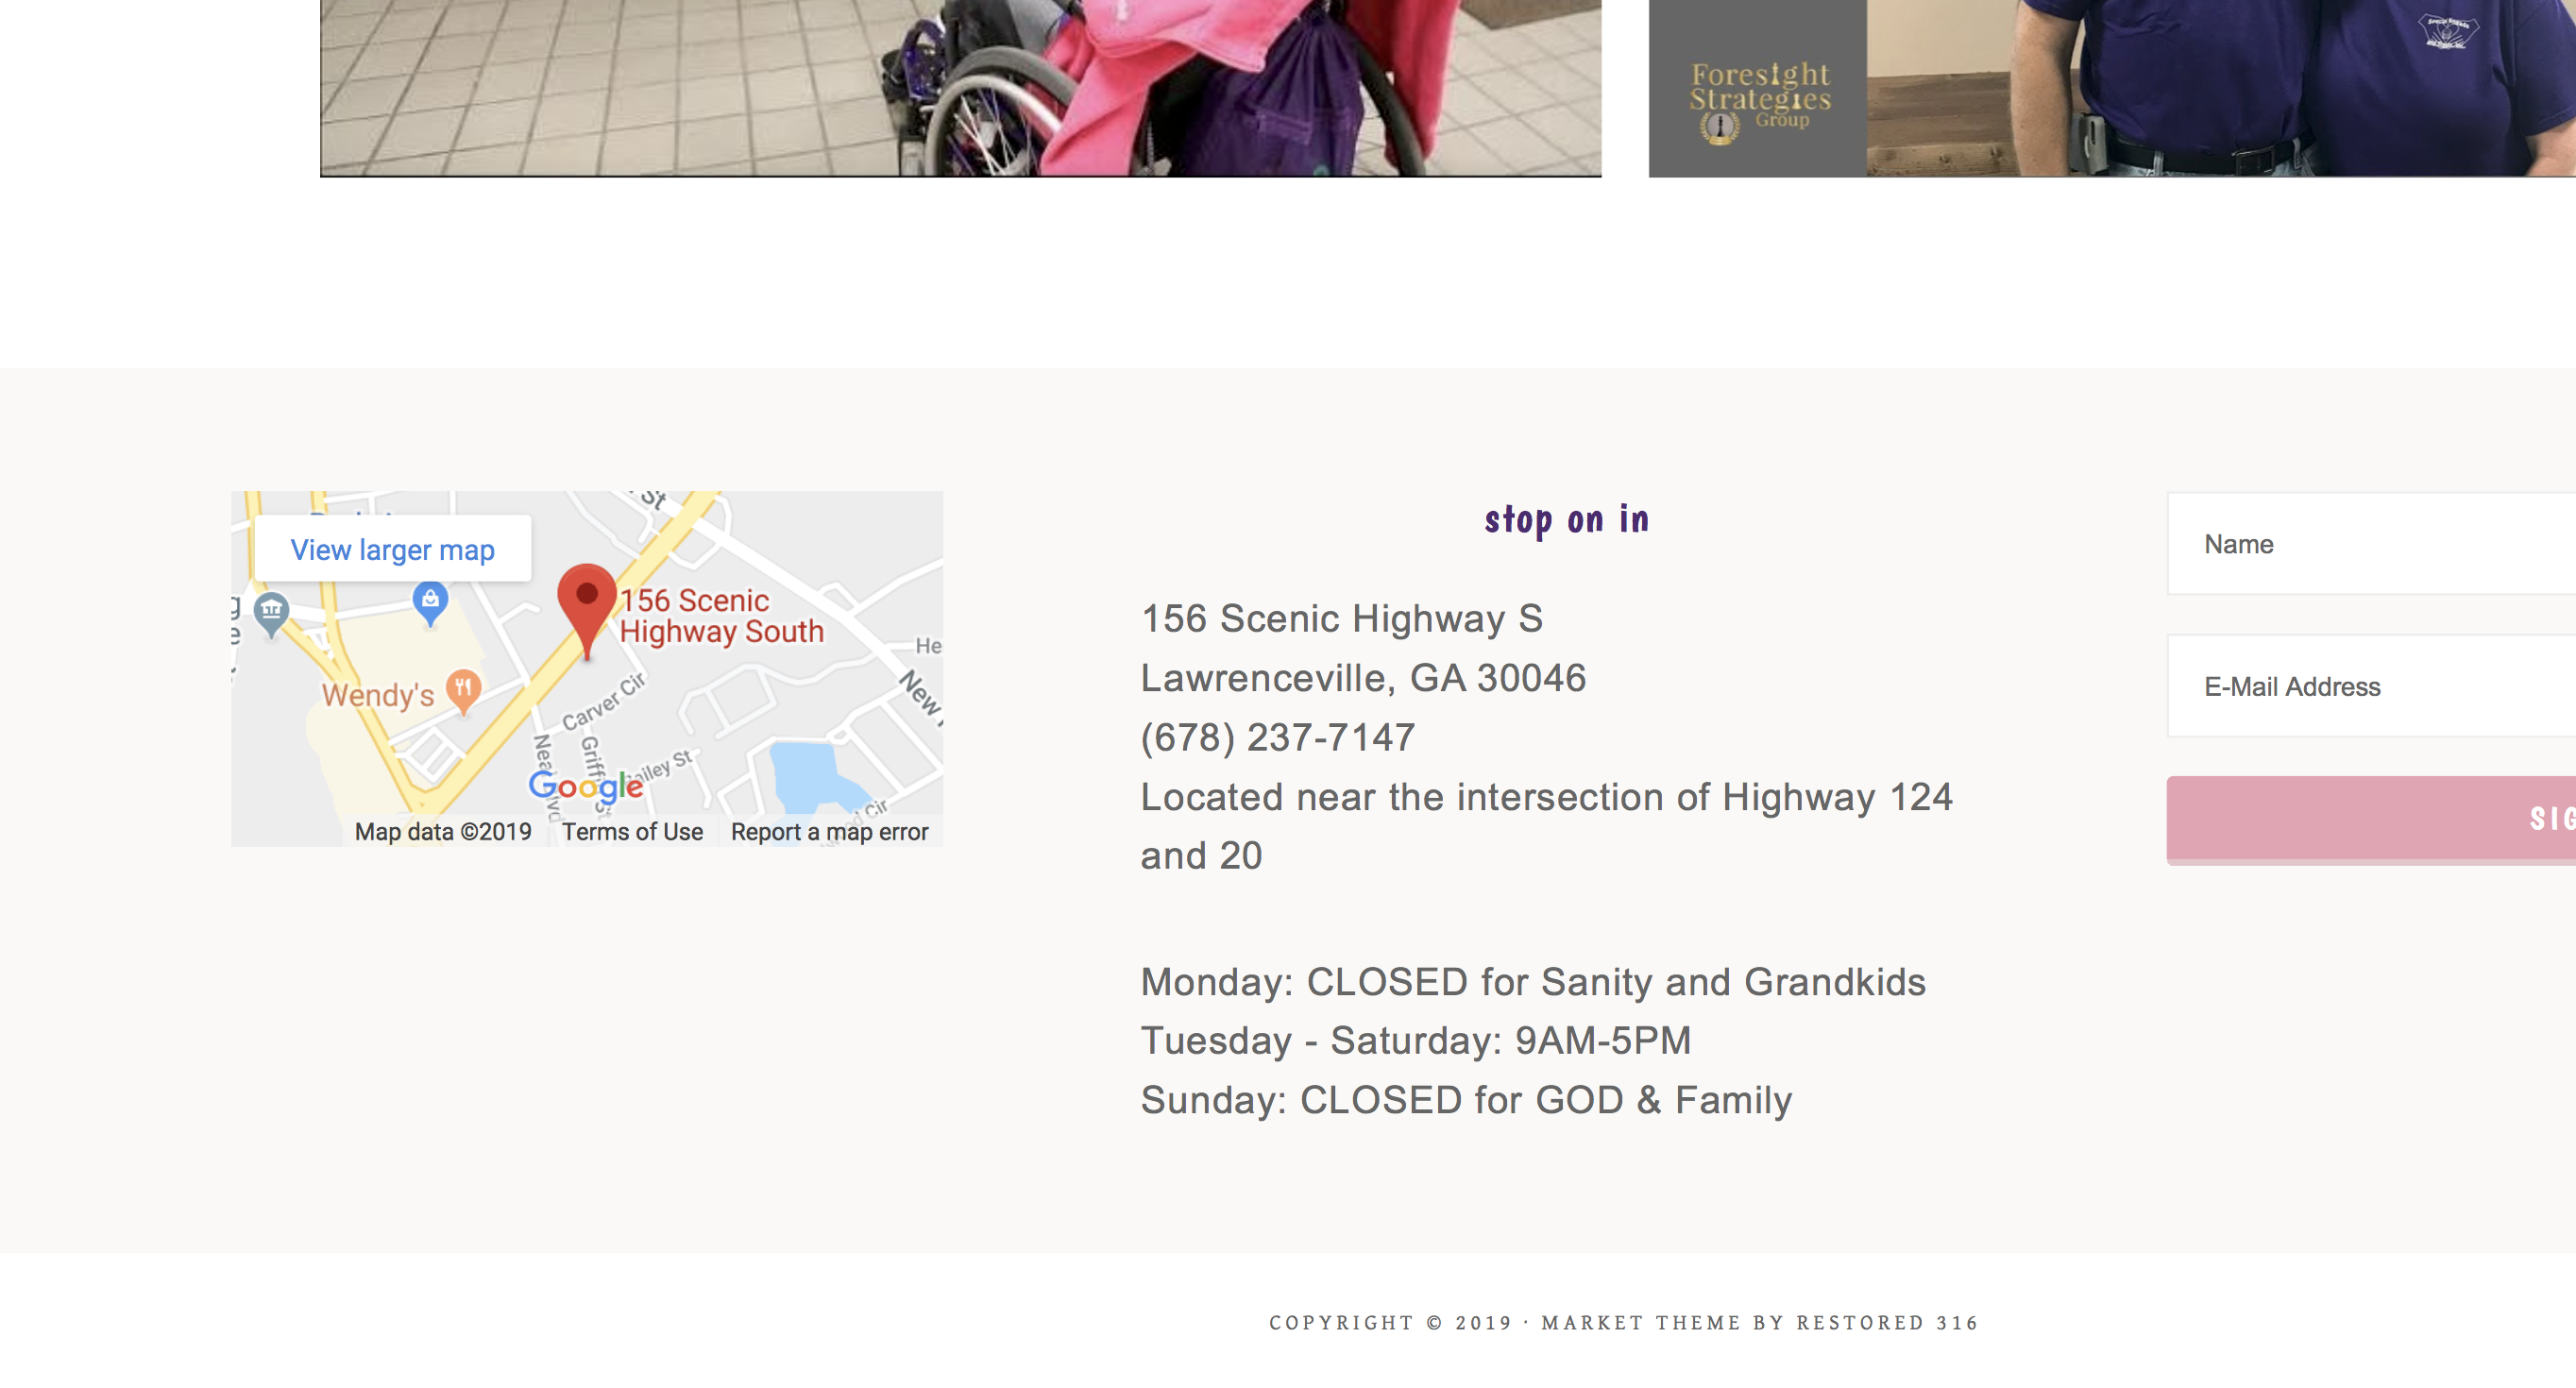 Foresight
Strategies
Group
View larger map
St
156 Scenic
Highway South
Wendy's
Carver Cir
He
New
Google
Map data ©2019 Terms of Use Report a map error
stop on in
156 Scenic Highway S
Lawrenceville, GA 30046
(678) 237-7147
Located near the intersection of Highway 124
and 20
Monday: CLOSED for Sanity and Grandkids
Tuesday - Saturday: 9AM-5PM
Sunday: CLOSED for GOD & Family
Name
E-Mail Address
SIG
COPYRIGHT © 2019 · MARKET THEME BY RESTORED 316